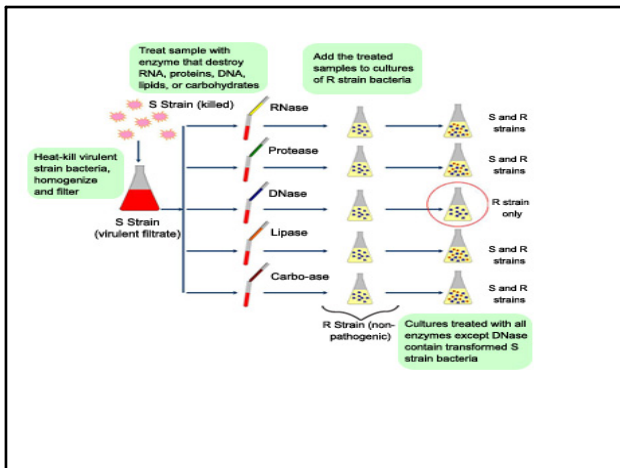 Treat sample with
enzyme that destroy
RNA, proteins, DNA,
lipids, or carbohydrates
Add the treated
samples to cultures
of R strain bacteria
S Strain (killed)
Heat-kill virulent
strain bacteria,
homogenize
and filter
S Strain
(virulent filtrate)
RNase
S and R
strains
Protease
S and R
strains
DNase
R strain
only
Lipase
S and R
strains
Carbo-ase
S and R
strains
R Strain (non-
pathogenic)
Cultures treated with all
enzymes except DNase
contain transformed S
strain bacteria